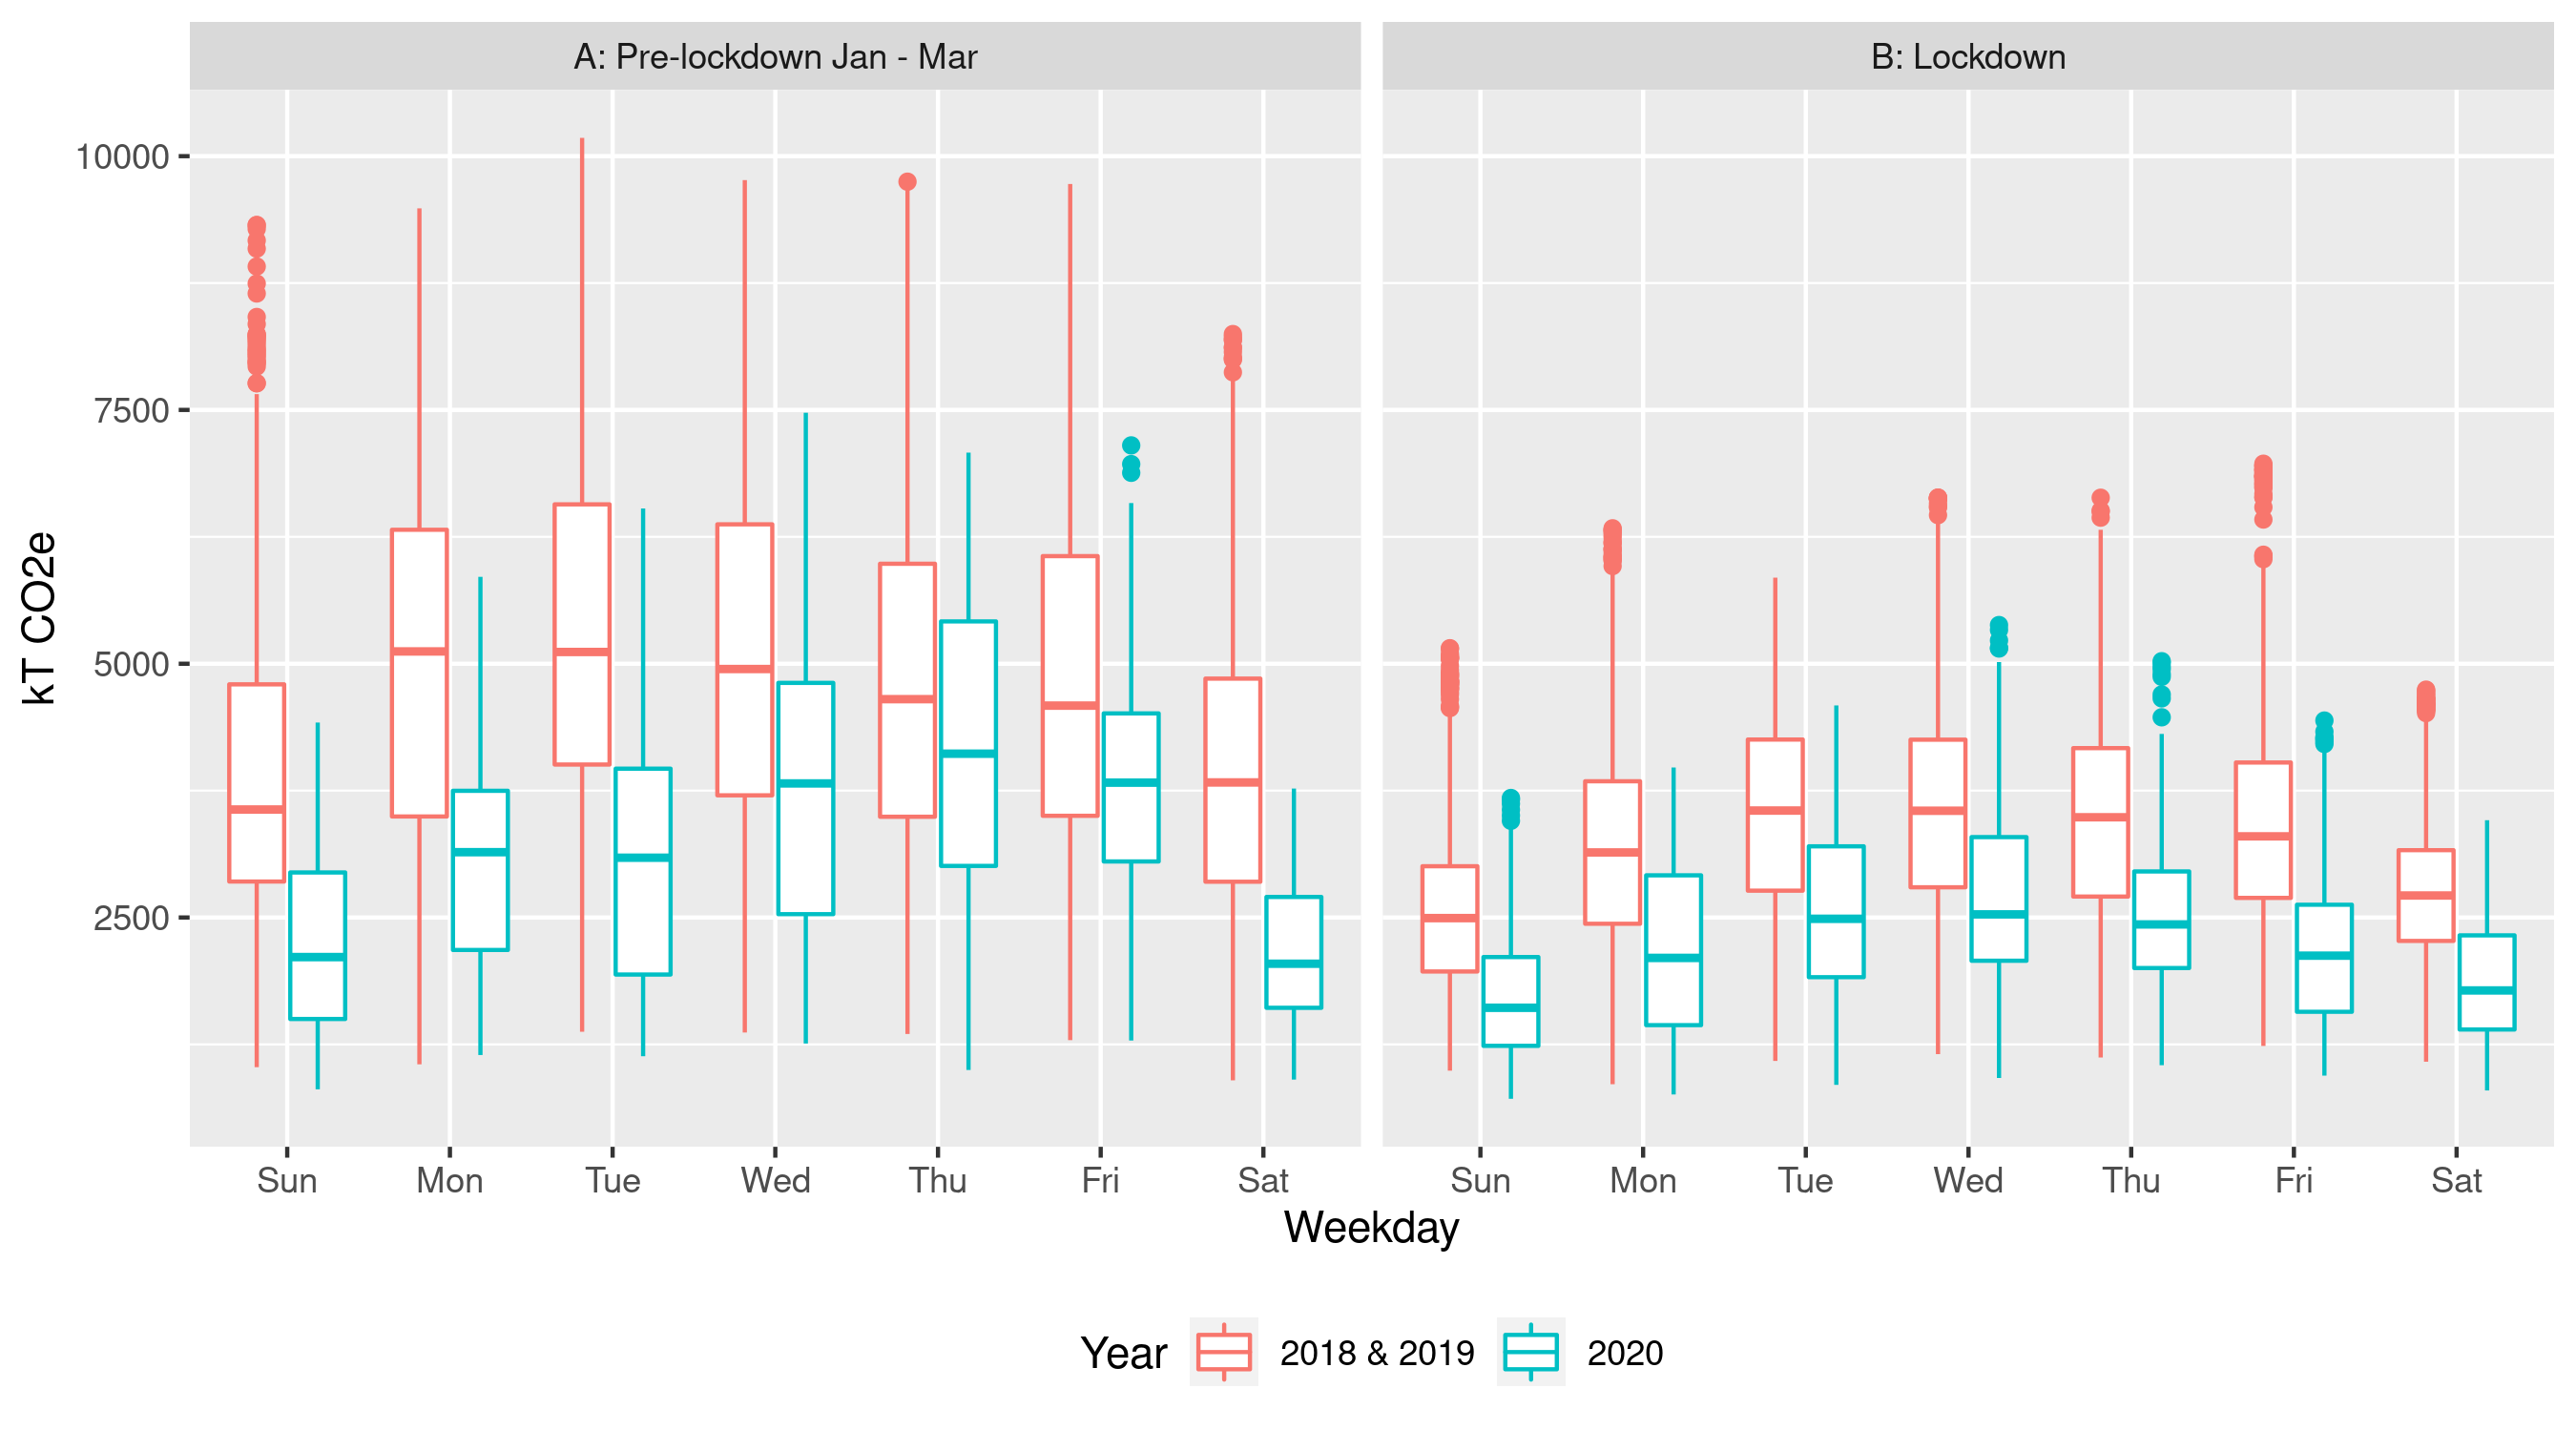 A: Pre-lockdown Jan - Mar
B: Lockdown
kT CO2e
10000
7500
5000
2500
Sun Mon Tue Wed Thu Fri Sat
Sun Mon Tue Wed Thu Fri Sat
Weekday
Year 2018 & 2019 2020